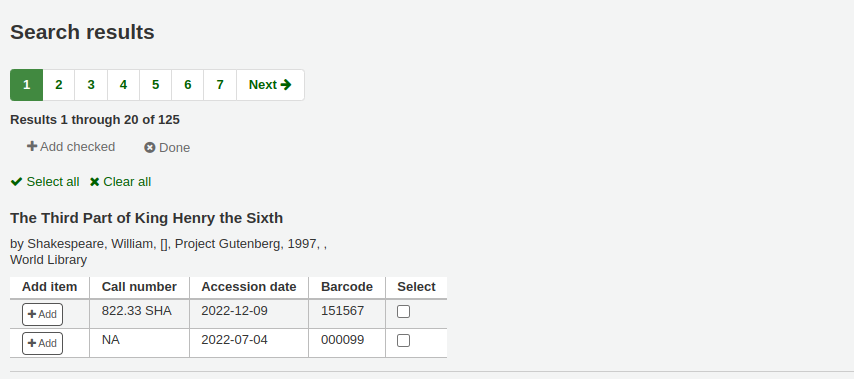 Search results
1 2 3 4 5 6 7 Next
Results 1 through 20 of 125
Add checked Done
Select all Clear all
The Third Part of King Henry the Sixth
by Shakespeare, William, [], Project Gutenberg, 1997, ,
World Library
Add item Call number Accession date Barcode Select
Add 822.33 SHA 2022-12-09 151567
Add NA 2022-07-04 000099